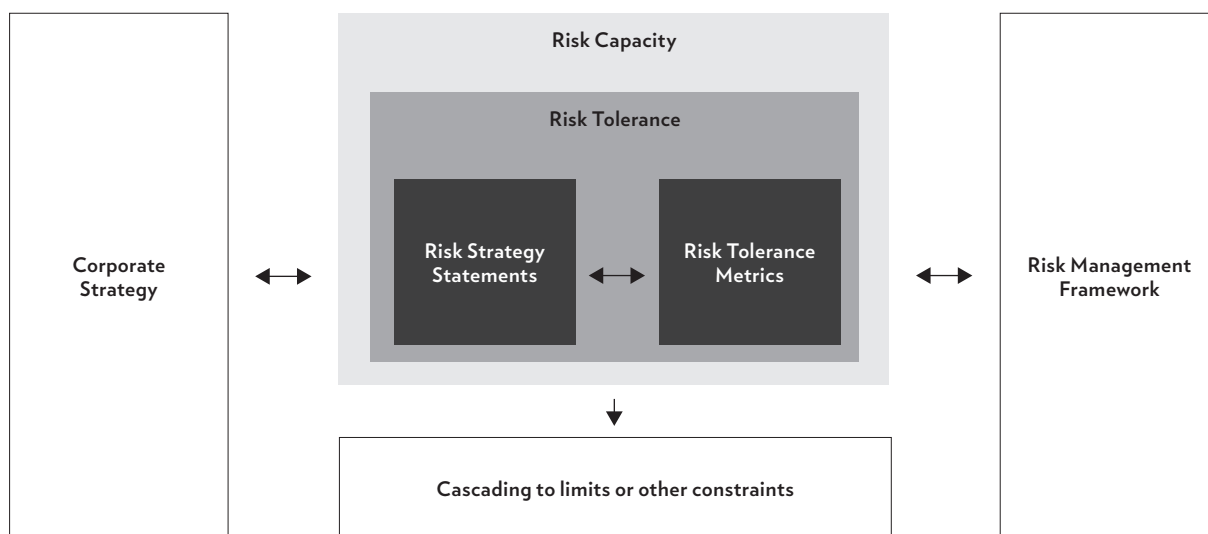 Risk Capacity
Risk Tolerance
Corporate
Strategy
Risk Strategy
Statements
Risk Tolerance
Metrics
Risk Management
Framework
Cascading to limits or other constraints